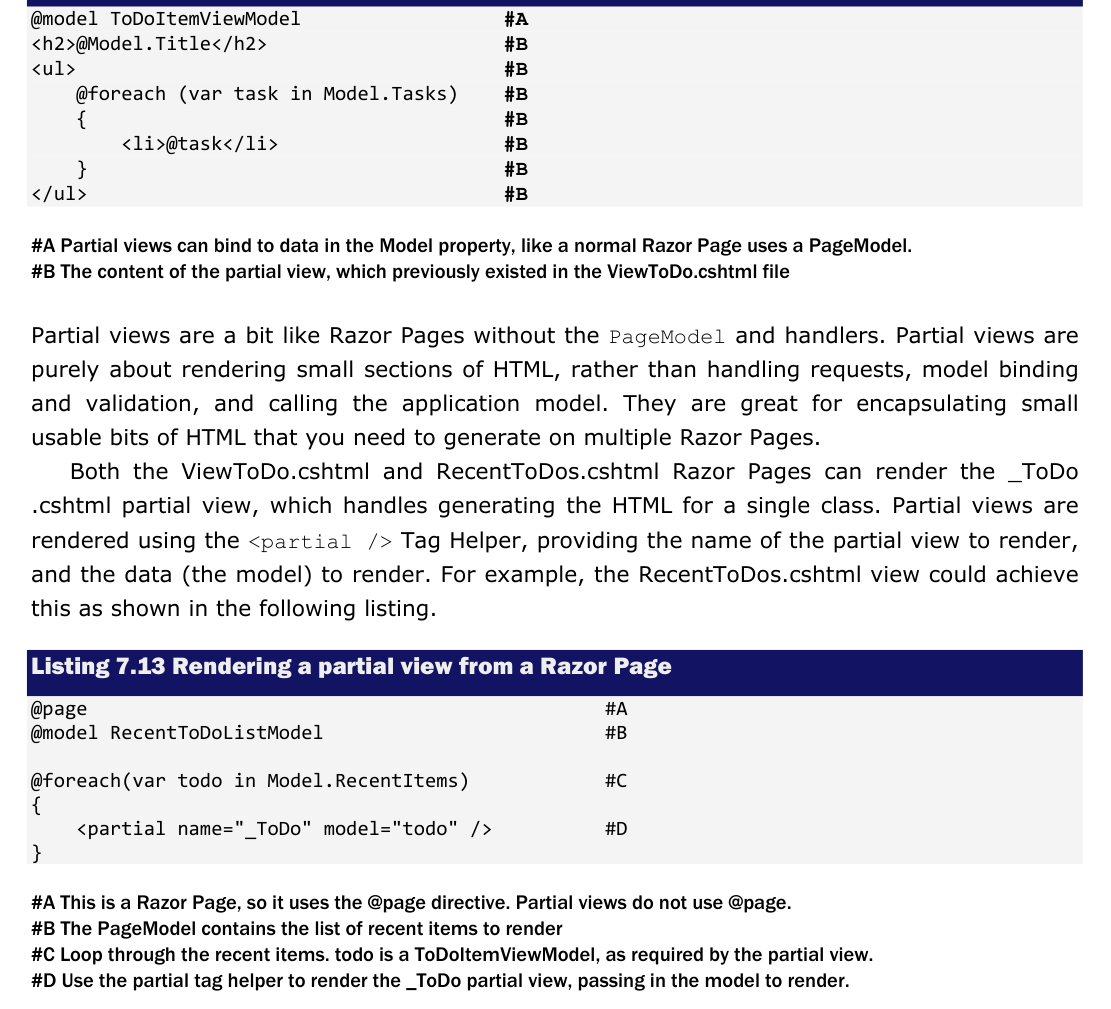 @model ToDoItemViewModel #A
<h2>@Model.Title</h2> #B
<ul> #B
    @foreach (var task in Model.Tasks) #B
    { #B
        <li>@task</li> #B
    } #B
</ul> #B
#A Partial views can bind to data in the Model property, like a normal Razor Page uses a PageModel.
#B The content of the partial view, which previously existed in the ViewToDo.cshtml file
Partial views are a bit like Razor Pages without the PageModel and handlers. Partial views are
purely about rendering small sections of HTML, rather than handling requests, model binding
and validation, and calling the application model. They are great for encapsulating small
usable bits of HTML that you need to generate on multiple Razor Pages.
Both the ViewToDo.cshtml and RecentToDos.cshtml Razor Pages can render the _ToDo
.cshtml partial view, which handles generating the HTML for a single class. Partial views are
rendered using the <partial /> Tag Helper, providing the name of the partial view to render,
and the data (the model) to render. For example, the RecentToDos.cshtml view could achieve
this as shown in the following listing.
Listing 7.13 Rendering a partial view from a Razor Page
@page #A
@model RecentToDoListModel #B
@foreach(var todo in Model.RecentItems) #C
{
    <partial name="_ToDo" model="todo" /> #D
}
#A This is a Razor Page, so it uses the @page directive. Partial views do not use @page.
#B The PageModel contains the list of recent items to render
#C Loop through the recent items. todo is a ToDoItemViewModel, as required by the partial view.
#D Use the partial tag helper to render the _ToDo partial view, passing in the model to render.